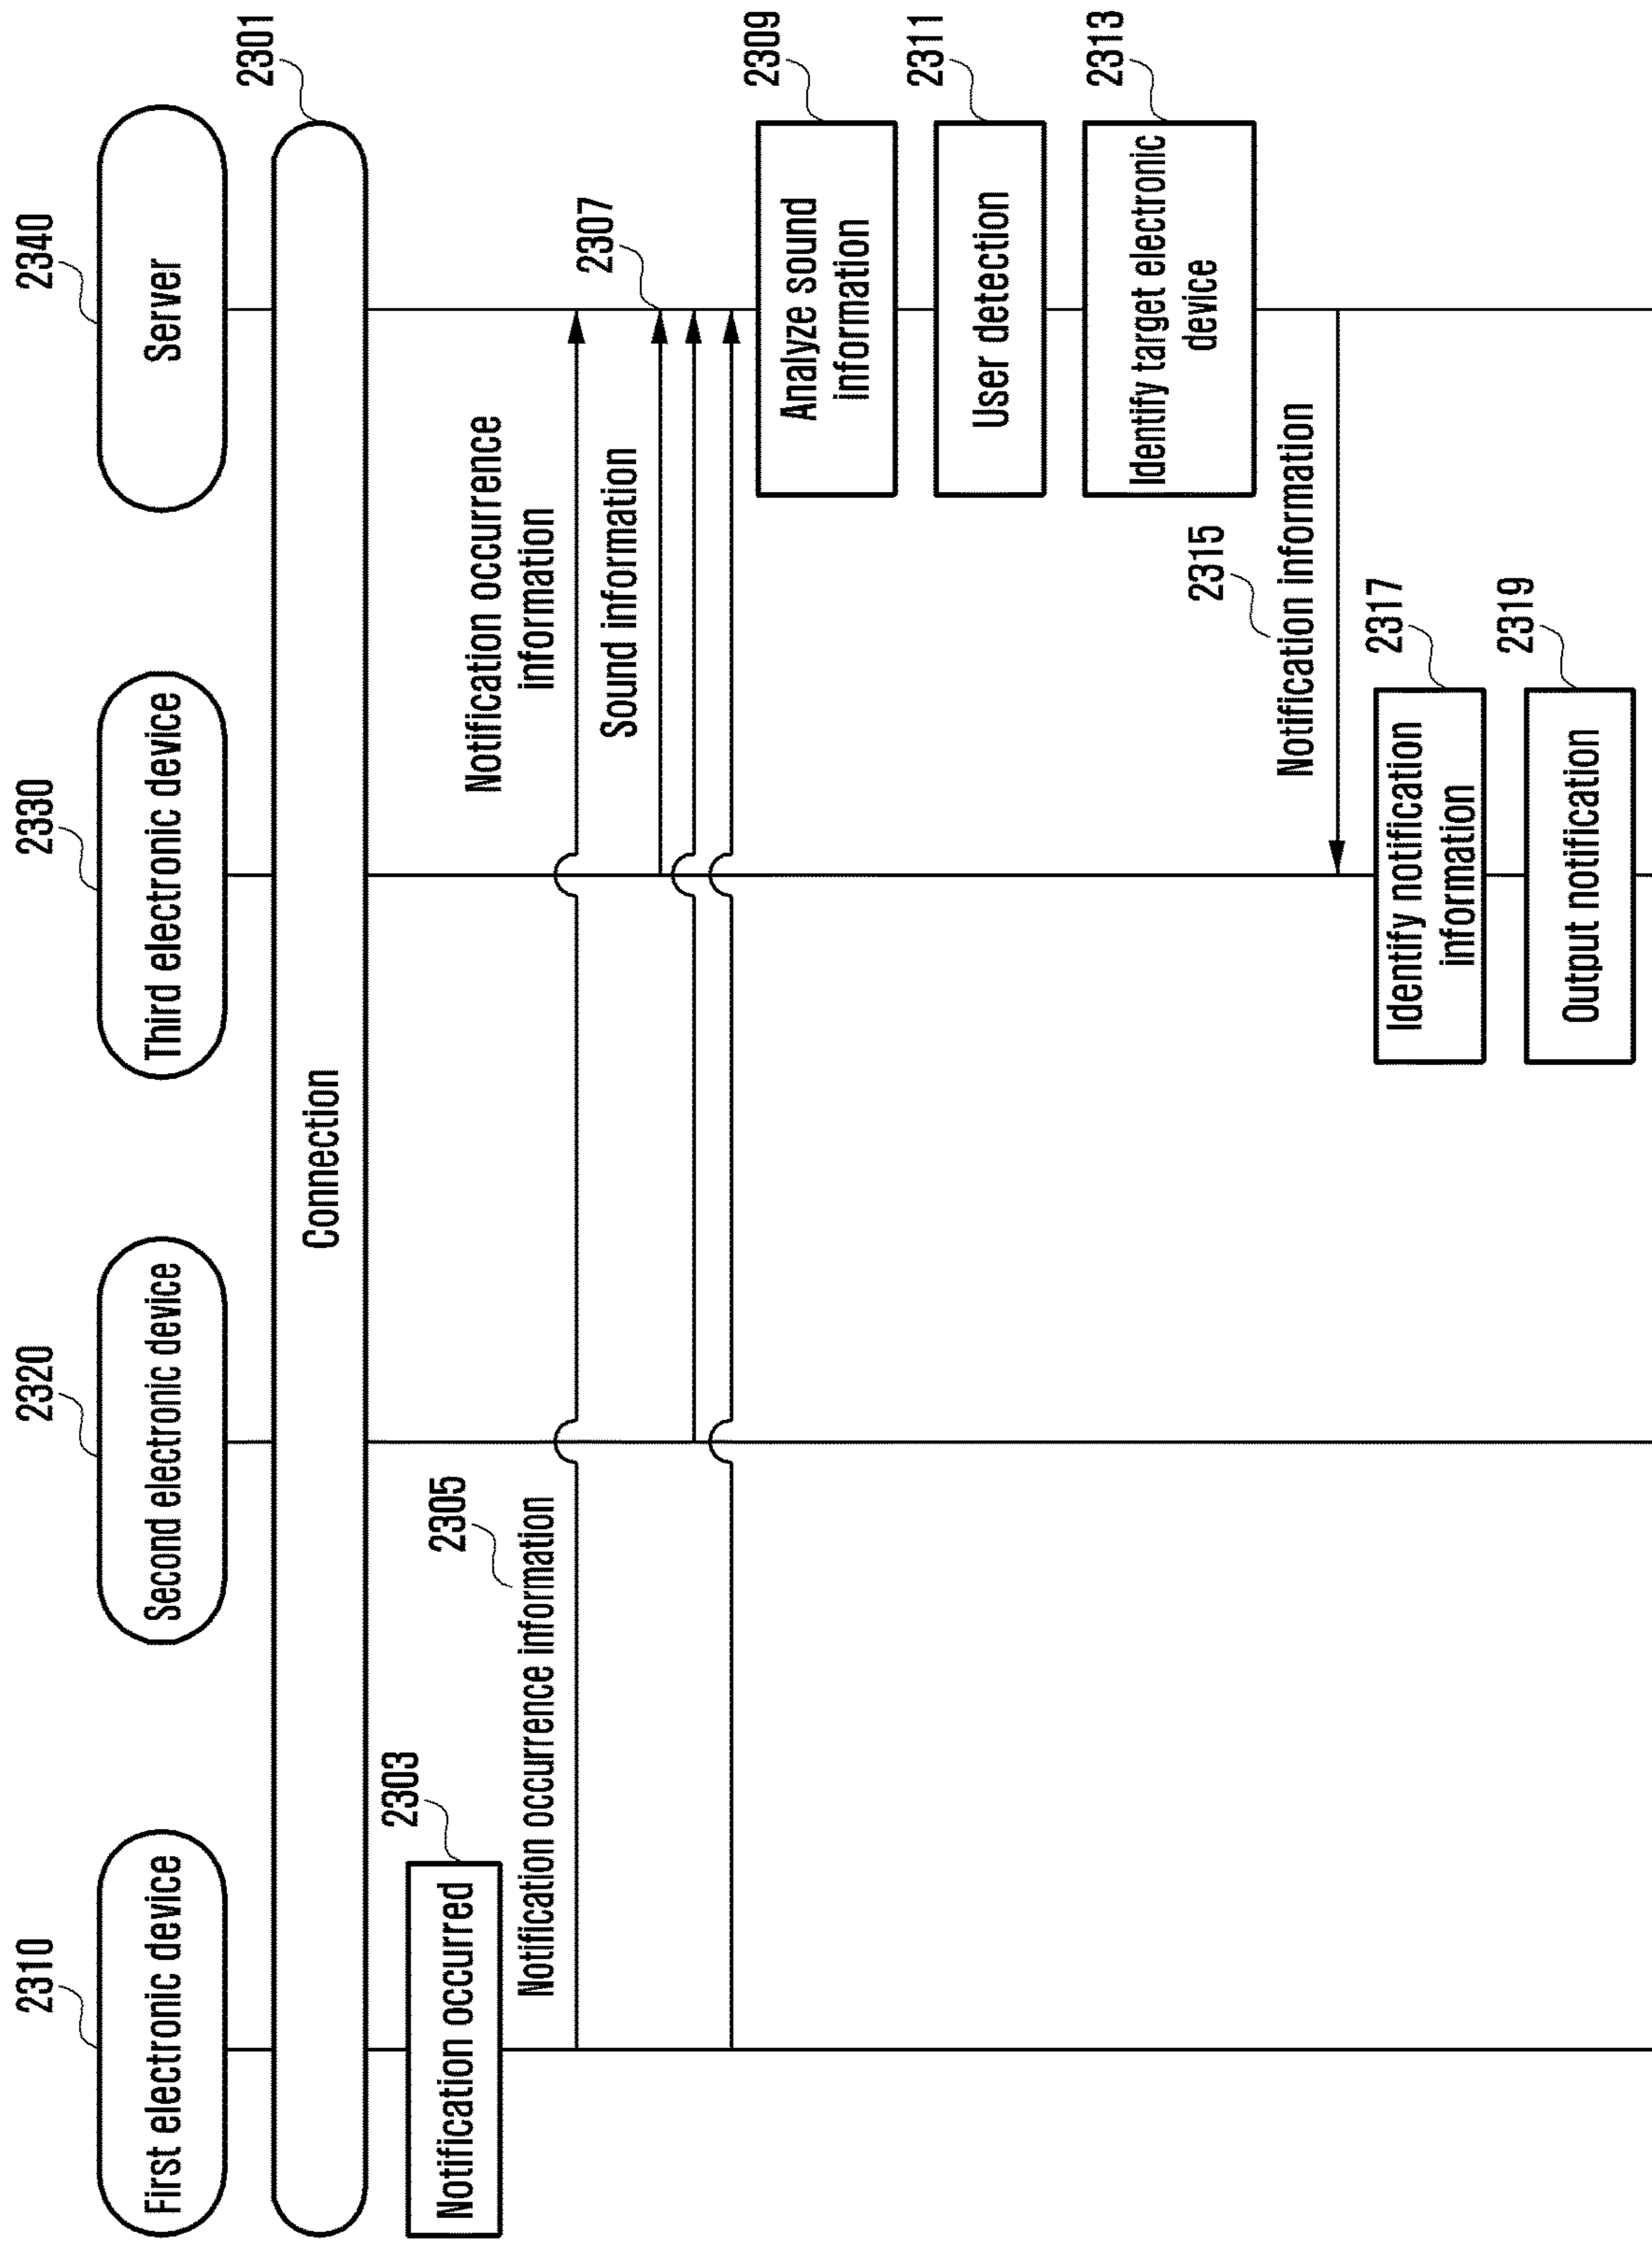 2310
2320
2330
2340
First electronic device
Second electronic device
Third electronic device
Server
2301
Connection
2303
Notification occurred
2305
Notification occurrence information
Notification occurrence
information
2307
Sound information
2309
Analyze sound
information
2311
User detection
2313
Identify target electronic
device
2315
Notification information
2317
Identify notification
information
2319
Output notification